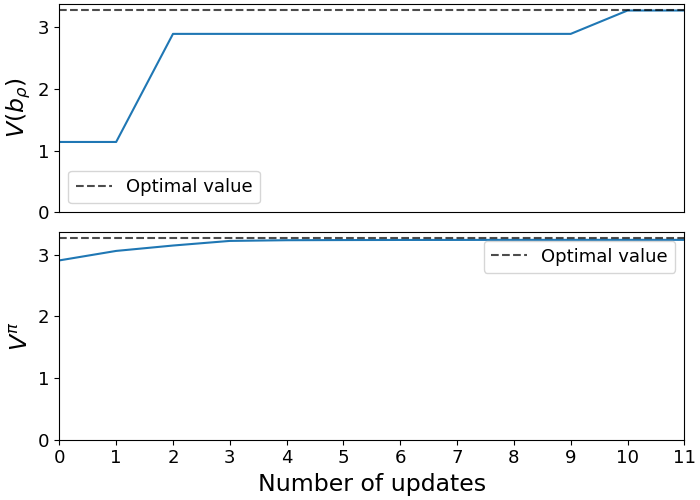 3
2
1
0
V(b_ρ)
Optimal value
3
2
1
0
V^π
Optimal value
0 1 2 3 4 5 6 7 8 9 10 11
Number of updates